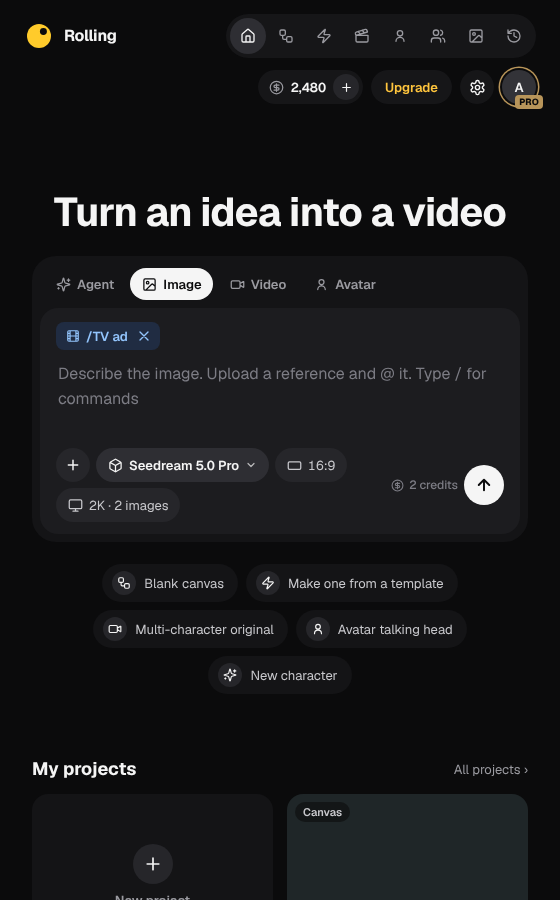 Rolling
2,480
Upgrade
A
PRO
Turn an idea into a video
Agent
Image
Video
Avatar
/TV ad
Describe the image. Upload a reference and @ it. Type / for
commands
Seedream 5.0 Pro
16:9
2K · 2 images
2 credits
Blank canvas
Make one from a template
Multi-character original
Avatar talking head
New character
My projects
All projects ›
Canvas
New project